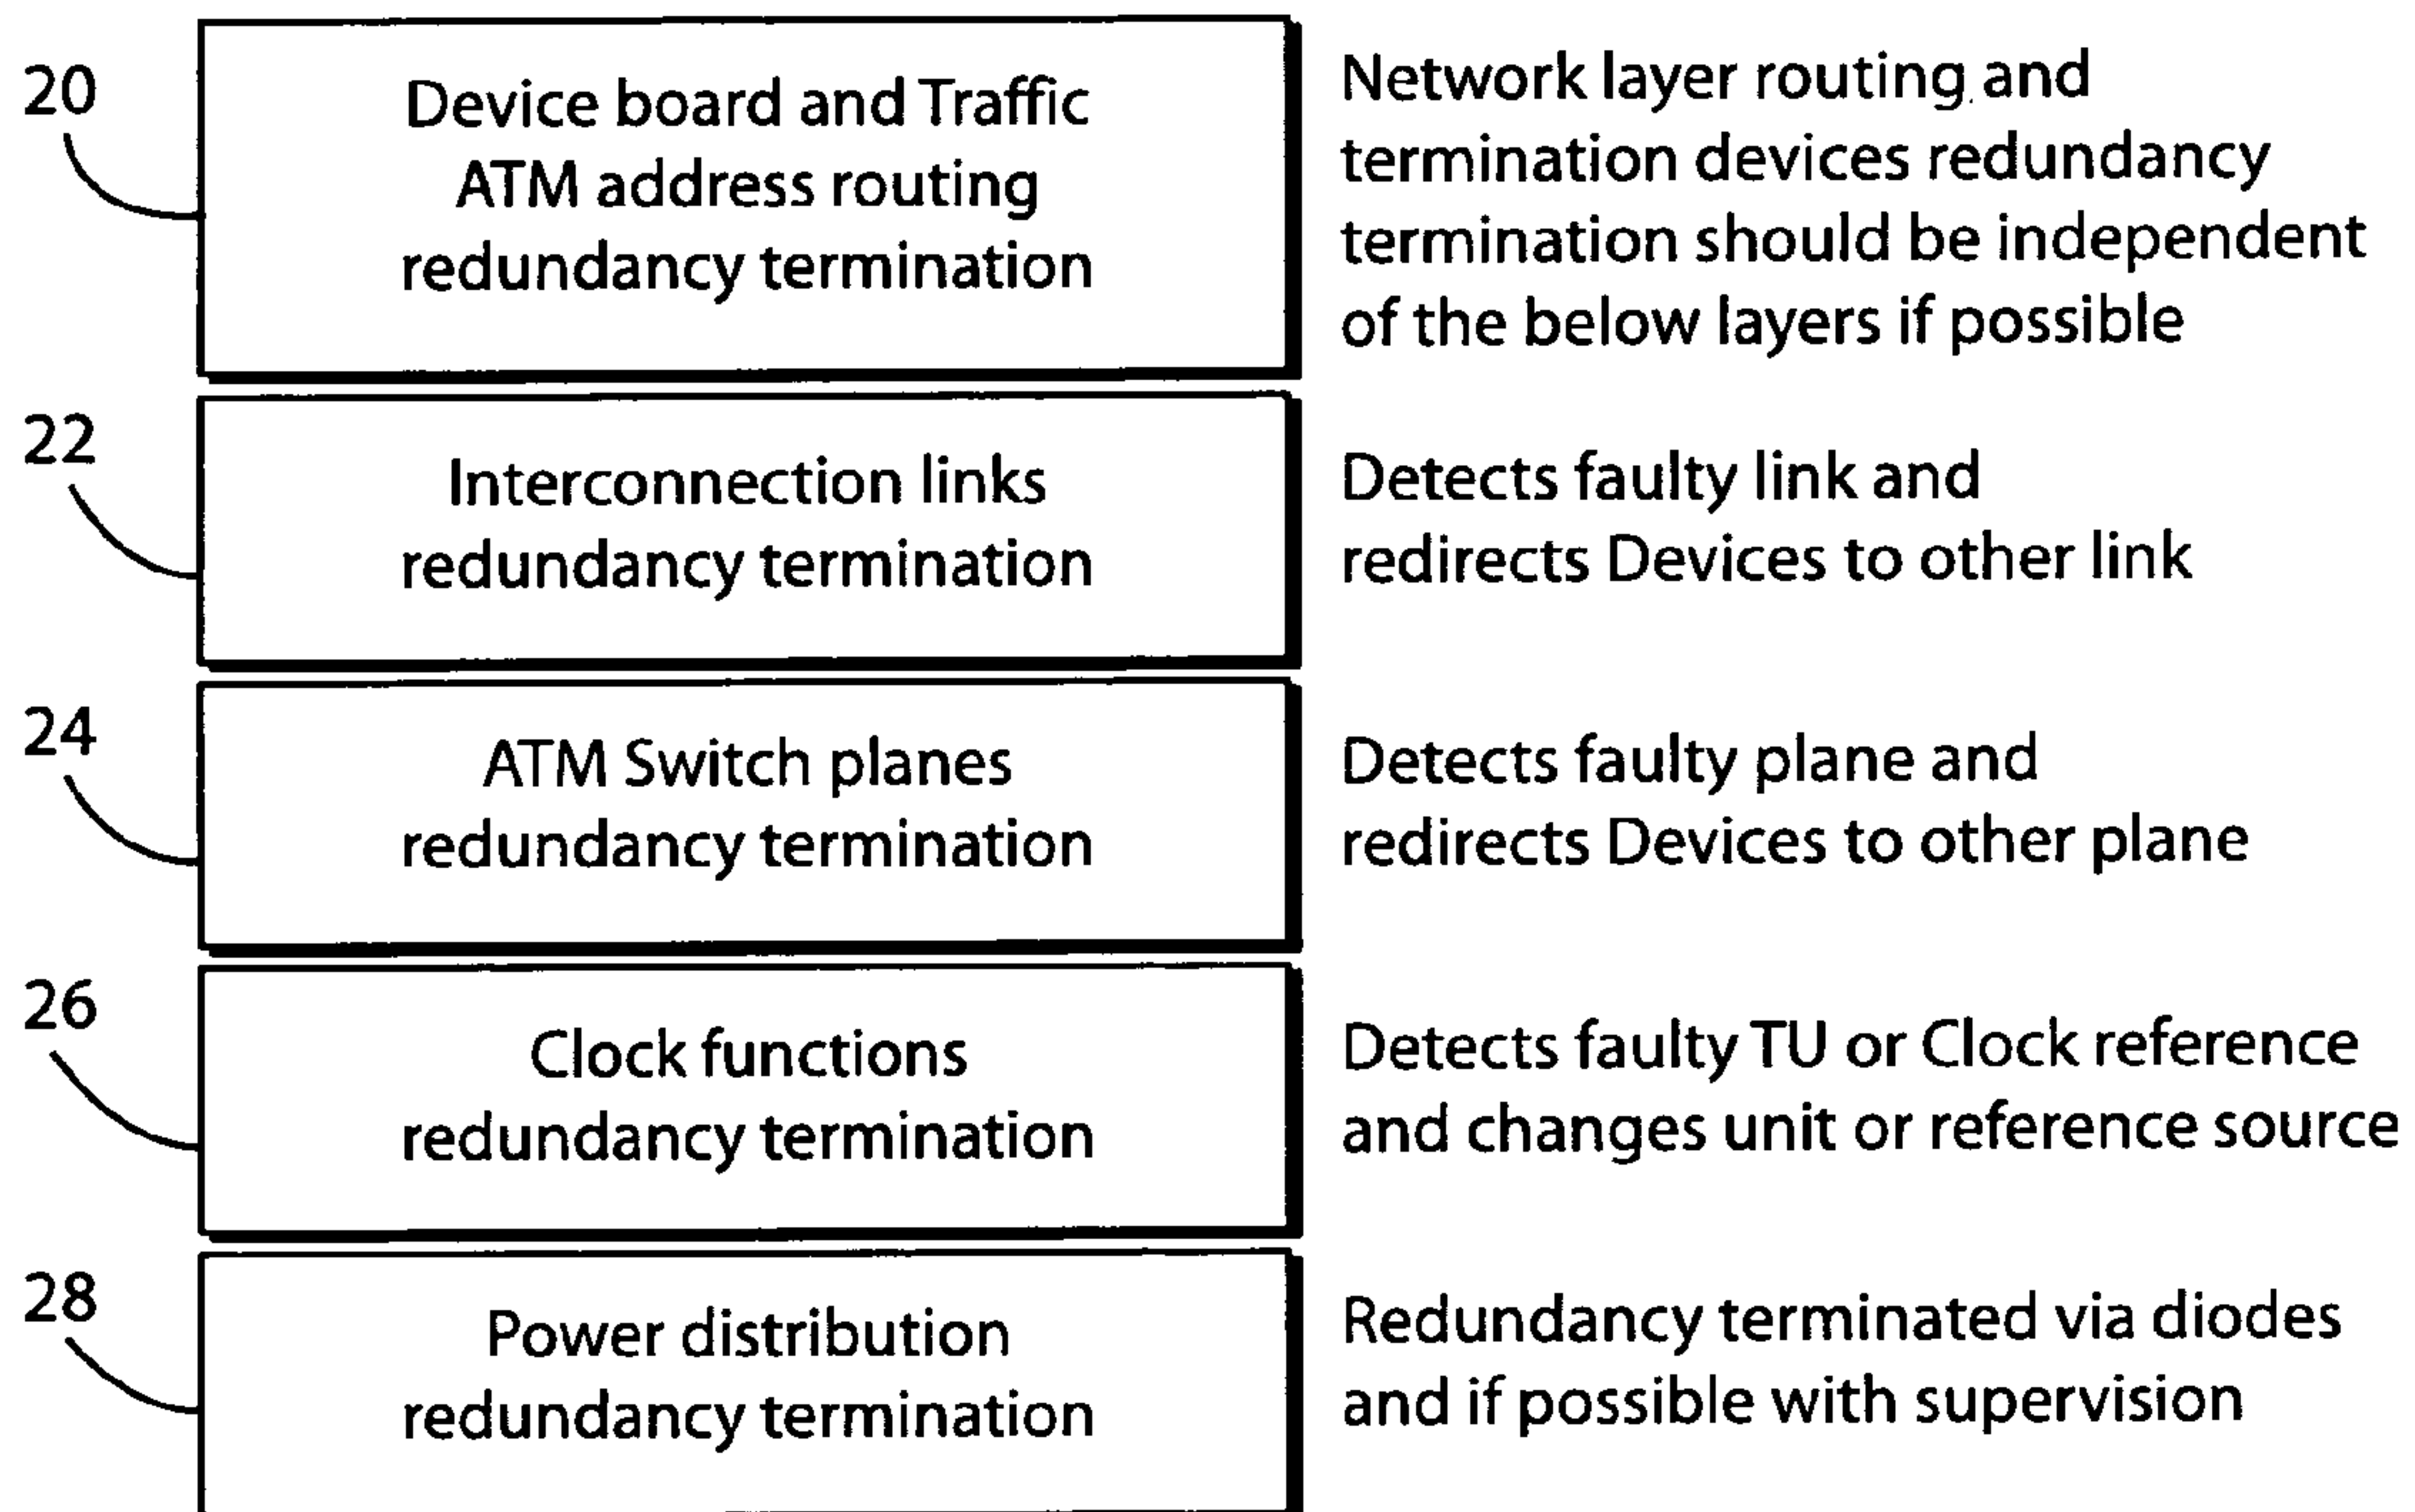 20
Device board and Traffic
ATM address routing
redundancy termination
Network layer routing and
termination devices redundancy
termination should be independent
of the below layers if possible
22
Interconnection links
redundancy termination
Detects faulty link and
redirects Devices to other link
24
ATM Switch planes
redundancy termination
Detects faulty plane and
redirects Devices to other plane
26
Clock functions
redundancy termination
Detects faulty TU or Clock reference
and changes unit or reference source
28
Power distribution
redundancy termination
Redundancy terminated via diodes
and if possible with supervision